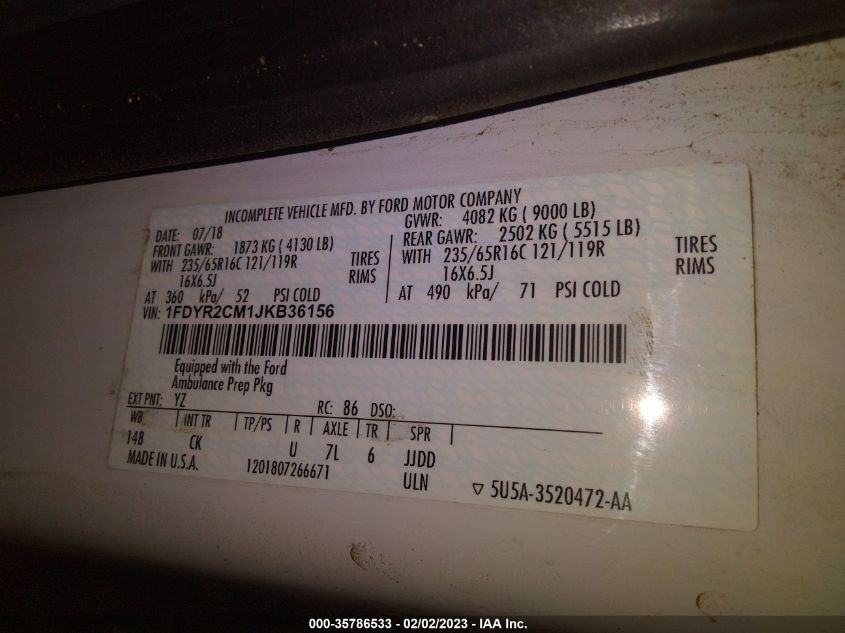 INCOMPLETE VEHICLE MFD. BY FORD MOTOR COMPANY
DATE: 07/18 GVWR: 4082 KG ( 9000 LB)
FRONT GAWR: 1873 KG ( 4130 LB) REAR GAWR: 2502 KG ( 5515 LB)
WITH 235/65R16C 121/119R TIRES WITH 235/65R16C 121/119R TIRES
16X6.5J RIMS 16X6.5J RIMS
AT 360 kPa/ 52 PSI COLD AT 490 kPa/ 71 PSI COLD
VIN: 1FDYR2CM1JKB36156
Equipped with the Ford
Ambulance Prep Pkg
EXT PNT: YZ RC: 86 DSO:
WB INT TR TP/PS R AXLE TR SPR
148 CK U 7L 6 JJDD
MADE IN U.S.A. 1201807266671 ULN ▽ 5U5A-3520472-AA
000-35786533 - 02/02/2023 - IAA Inc.